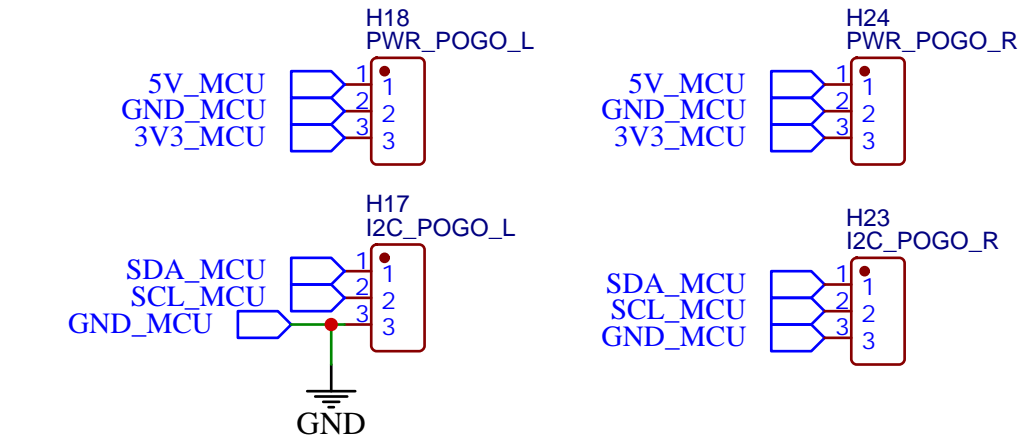 H18
PWR_POGO_L
5V_MCU 1 1
GND_MCU 2 2
3V3_MCU 3 3
H24
PWR_POGO_R
5V_MCU 1 1
GND_MCU 2 2
3V3_MCU 3 3
H17
I2C_POGO_L
SDA_MCU 1 1
SCL_MCU 2 2
GND_MCU 3 3
GND
H23
I2C_POGO_R
SDA_MCU 1 1
SCL_MCU 2 2
GND_MCU 3 3